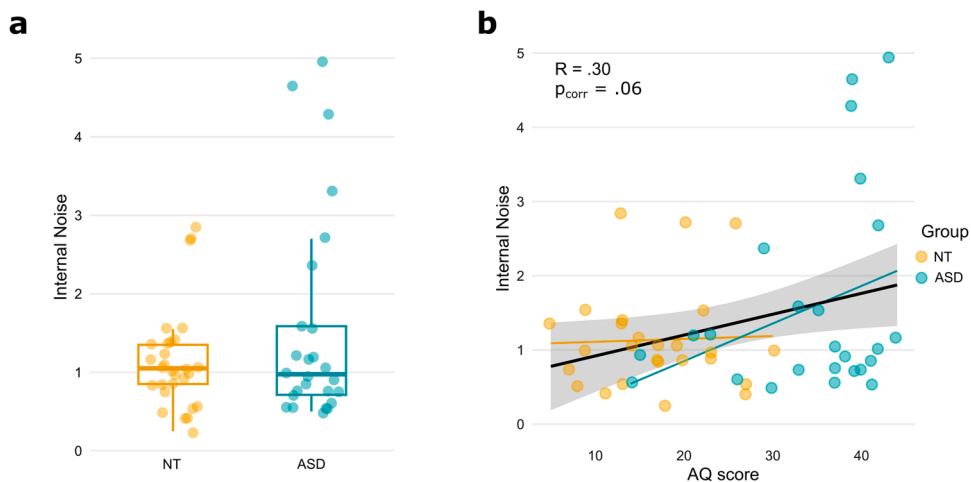 a
Internal Noise
5
4
3
2
1
0
NT
ASD
b
R = .30
pcorr = .06
Internal Noise
5
4
3
2
1
0
10
20
30
40
AQ score
Group
NT
ASD